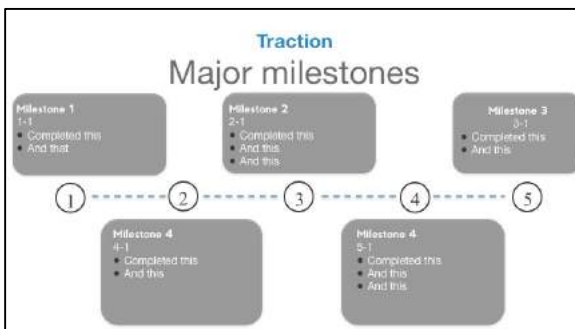 Traction
Major milestones
Milestone 1
1-1
• Completed this
• And that
Milestone 2
2-1
• Completed this
• And this
• And this
Milestone 3
3-1
• Completed this
• And this
1
2
3
4
5
Milestone 4
4-1
• Completed this
• And this
Milestone 4
5-1
• Completed this
• And this
• And this